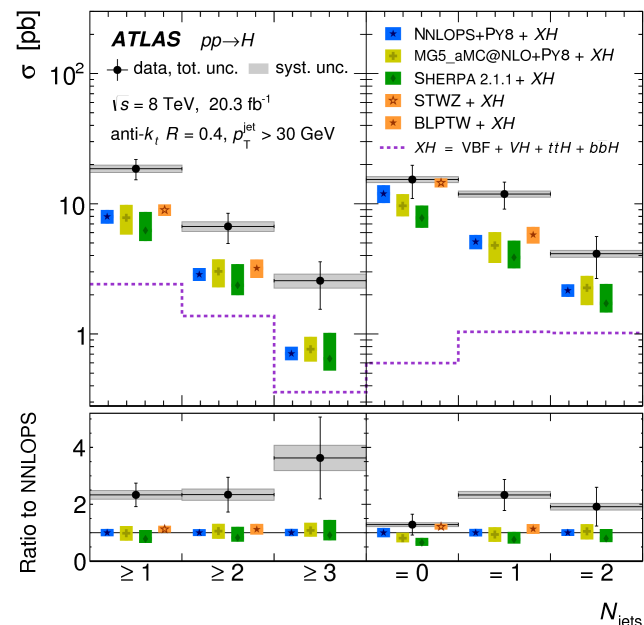 σ [pb]
10²
10
1
ATLAS pp→H
data, tot. unc. syst. unc.
√s = 8 TeV, 20.3 fb⁻¹
anti-kₜ R = 0.4, p_T^jet > 30 GeV
NNLOPS+PY8 + XH
MG5_aMC@NLO+PY8 + XH
SHERPA 2.1.1 + XH
STWZ + XH
BLPTW + XH
XH = VBF + VH + ttH + bbH
Ratio to NNLOPS
4
2
0
≥ 1 ≥ 2 ≥ 3 = 0 = 1 = 2
N_jets